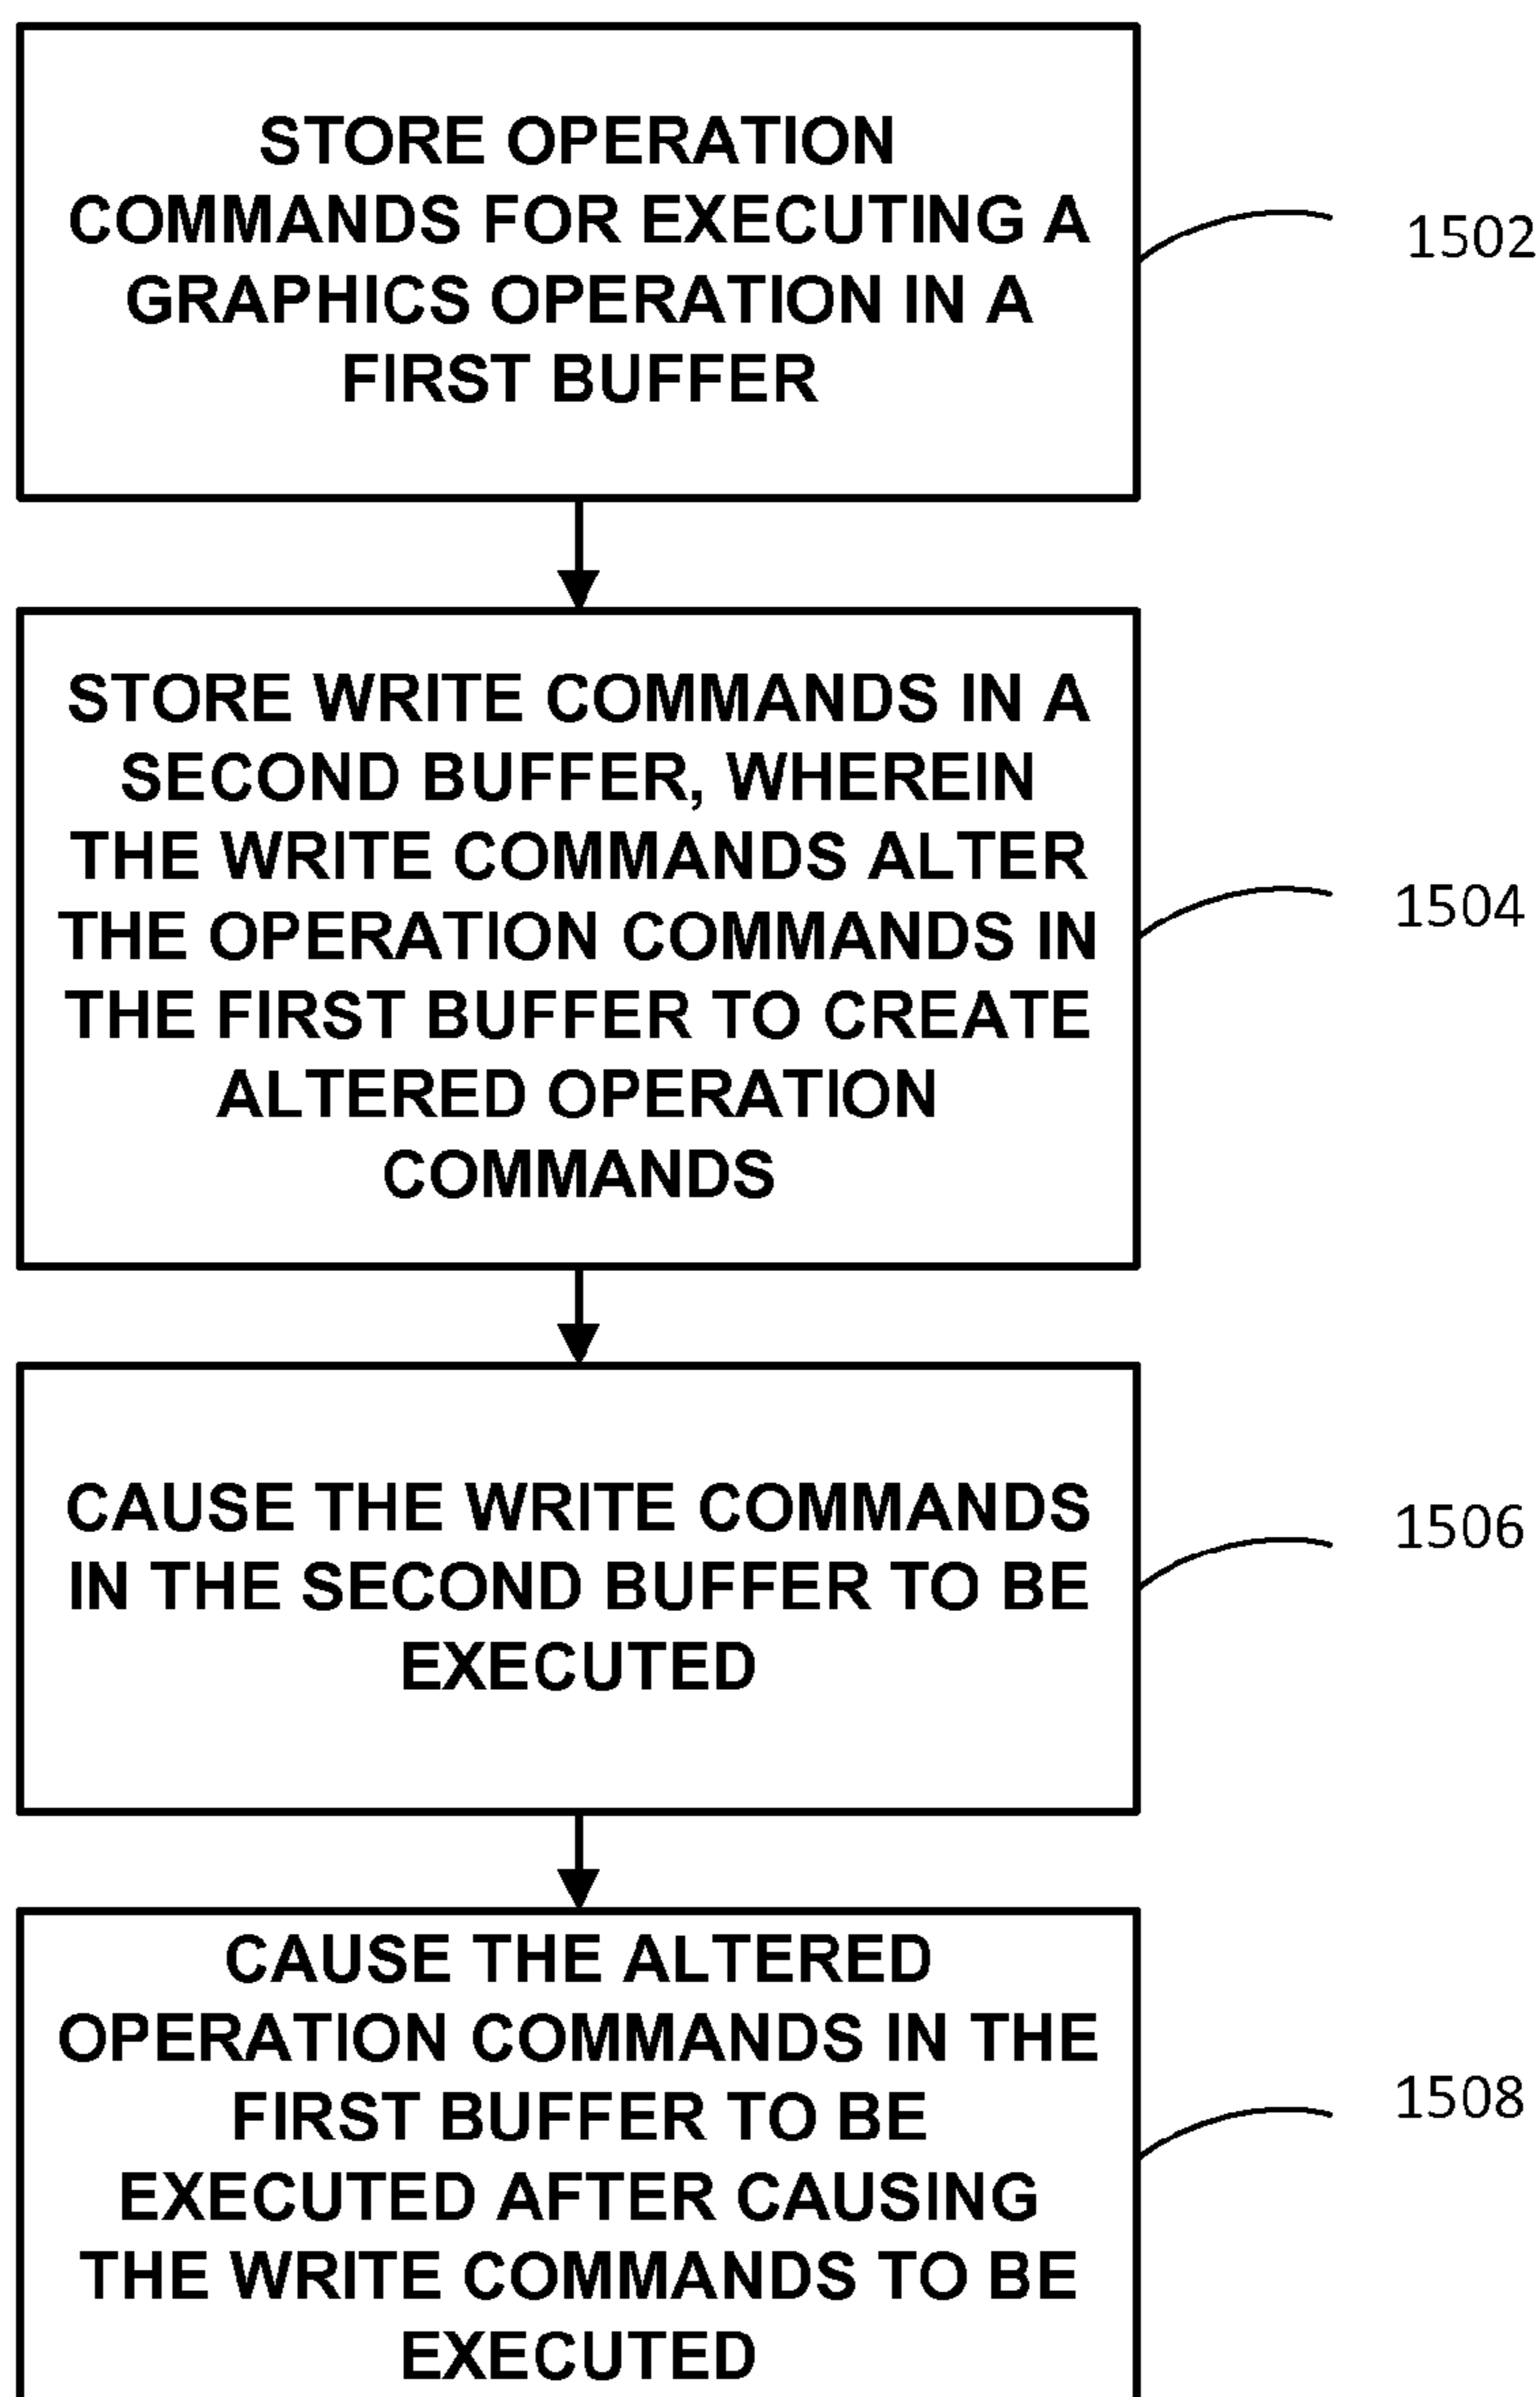 STORE OPERATION
COMMANDS FOR EXECUTING A
GRAPHICS OPERATION IN A
FIRST BUFFER
1502
STORE WRITE COMMANDS IN A
SECOND BUFFER, WHEREIN
THE WRITE COMMANDS ALTER
THE OPERATION COMMANDS IN
THE FIRST BUFFER TO CREATE
ALTERED OPERATION
COMMANDS
1504
CAUSE THE WRITE COMMANDS
IN THE SECOND BUFFER TO BE
EXECUTED
1506
CAUSE THE ALTERED
OPERATION COMMANDS IN THE
FIRST BUFFER TO BE
EXECUTED AFTER CAUSING
THE WRITE COMMANDS TO BE
EXECUTED
1508